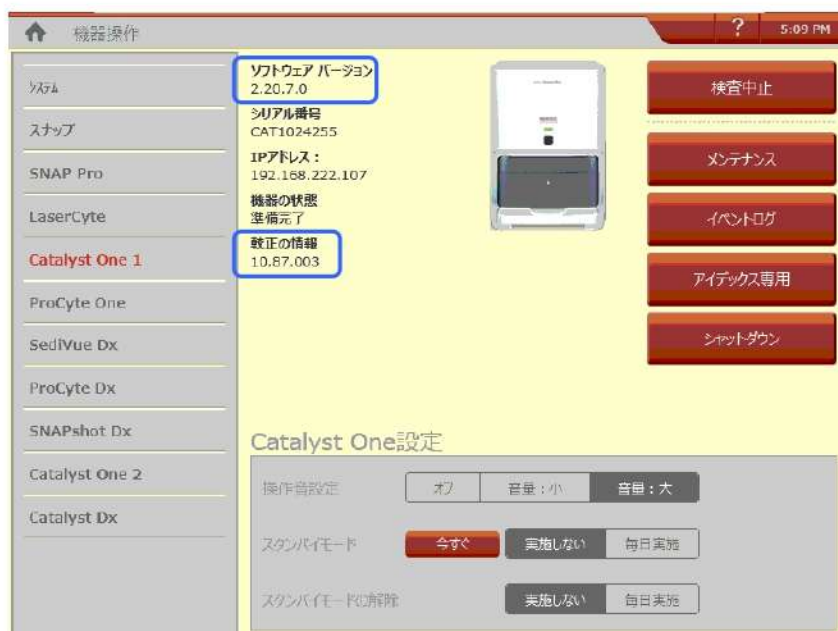 機器操作
?
5:09 PM
システム
スナップ
SNAP Pro
LaserCyte
Catalyst One 1
ProCyte One
SediVue Dx
ProCyte Dx
SNAPshot Dx
Catalyst One 2
Catalyst Dx
ソフトウェア バージョン
2.20.7.0
シリアル番号
CAT1024255
IPアドレス：
192.168.222.107
機器の状態
準備完了
較正の情報
10.87.003
検査中止
メンテナンス
イベントログ
アイデックス専用
シャットダウン
Catalyst One設定
操作音設定
オフ
音量：小
音量：大
スタンバイモード
今すぐ
実施しない
毎日実施
スタンバイモードの解除
実施しない
毎日実施